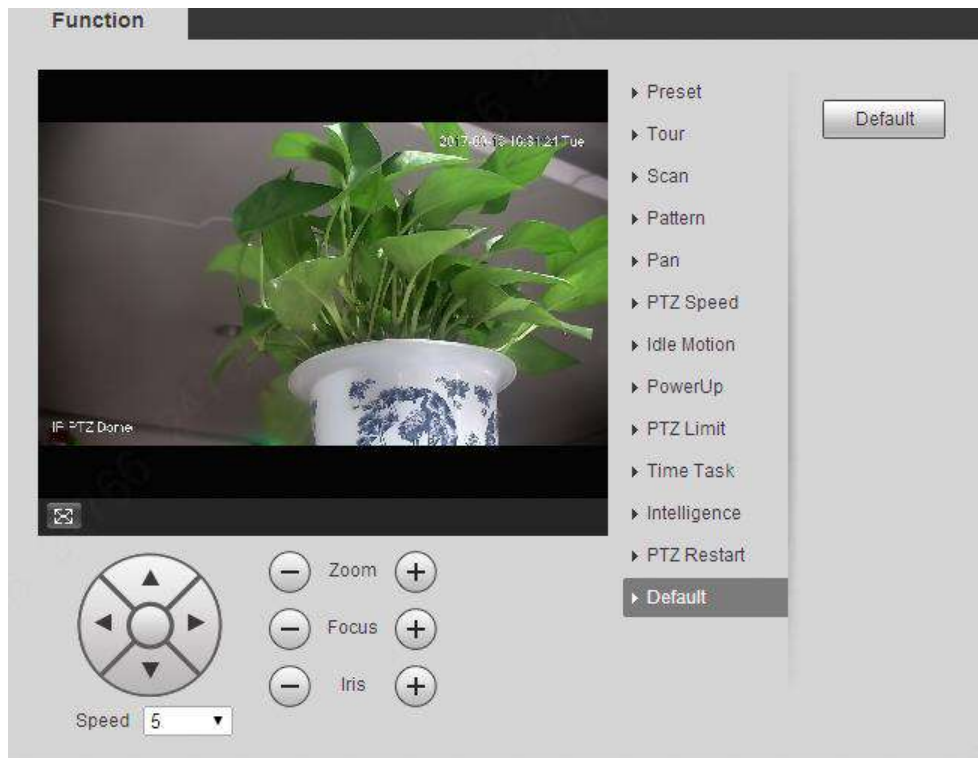 Function
Tue
PTZ Dome
Preset
Tour
Scan
Pattern
Pan
PTZ Speed
Idle Motion
PowerUp
PTZ Limit
Time Task
Intelligence
PTZ Restart
Default
Default
Zoom
Focus
Iris
Speed 5